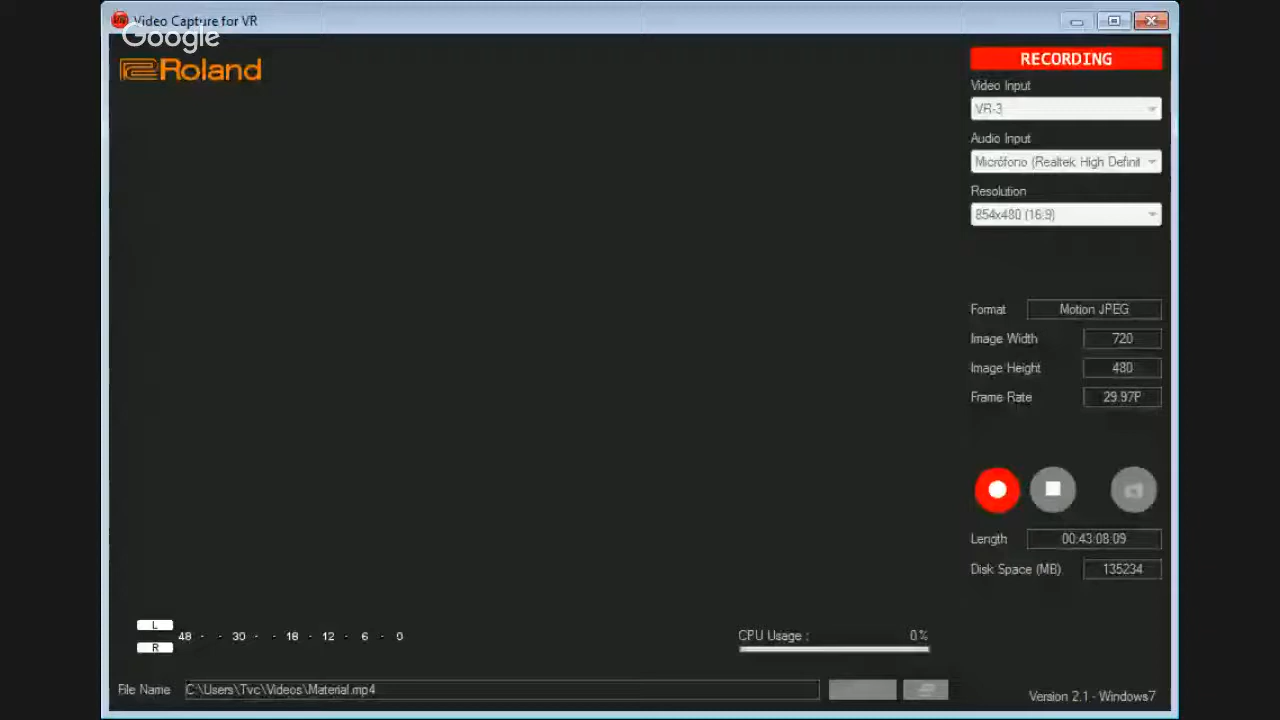 Video Capture for VR
Google
Roland
RECORDING
Video Input
VR-3
Audio Input
Micrófono (Realtek High Definit
Resolution
854x480 (16:9)
Format Motion JPEG
Image Width 720
Image Height 480
Frame Rate 29.97P
Length 00:43:08:09
Disk Space (MB) 135234
L
48 - - 30 - - 18 - 12 - 6 - 0
R
CPU Usage : 0%
File Name C:\Users\Tvc\Videos\Material.mp4
Version 2.1 - Windows7